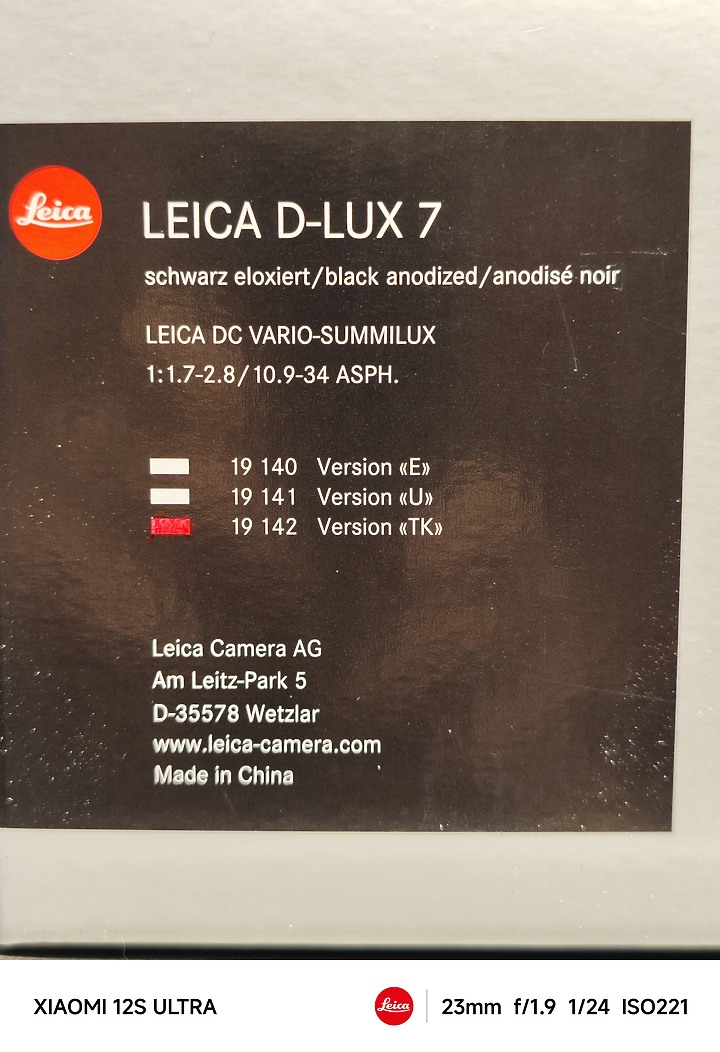 Leica
LEICA D-LUX 7
schwarz eloxiert/black anodized/anodisé noir
LEICA DC VARIO-SUMMILUX
1:1.7-2.8/10.9-34 ASPH.
19 140 Version «E»
19 141 Version «U»
19 142 Version «TK»
Leica Camera AG
Am Leitz-Park 5
D-35578 Wetzlar
www.leica-camera.com
Made in China
XIAOMI 12S ULTRA Leica 23mm f/1.9 1/24 ISO221